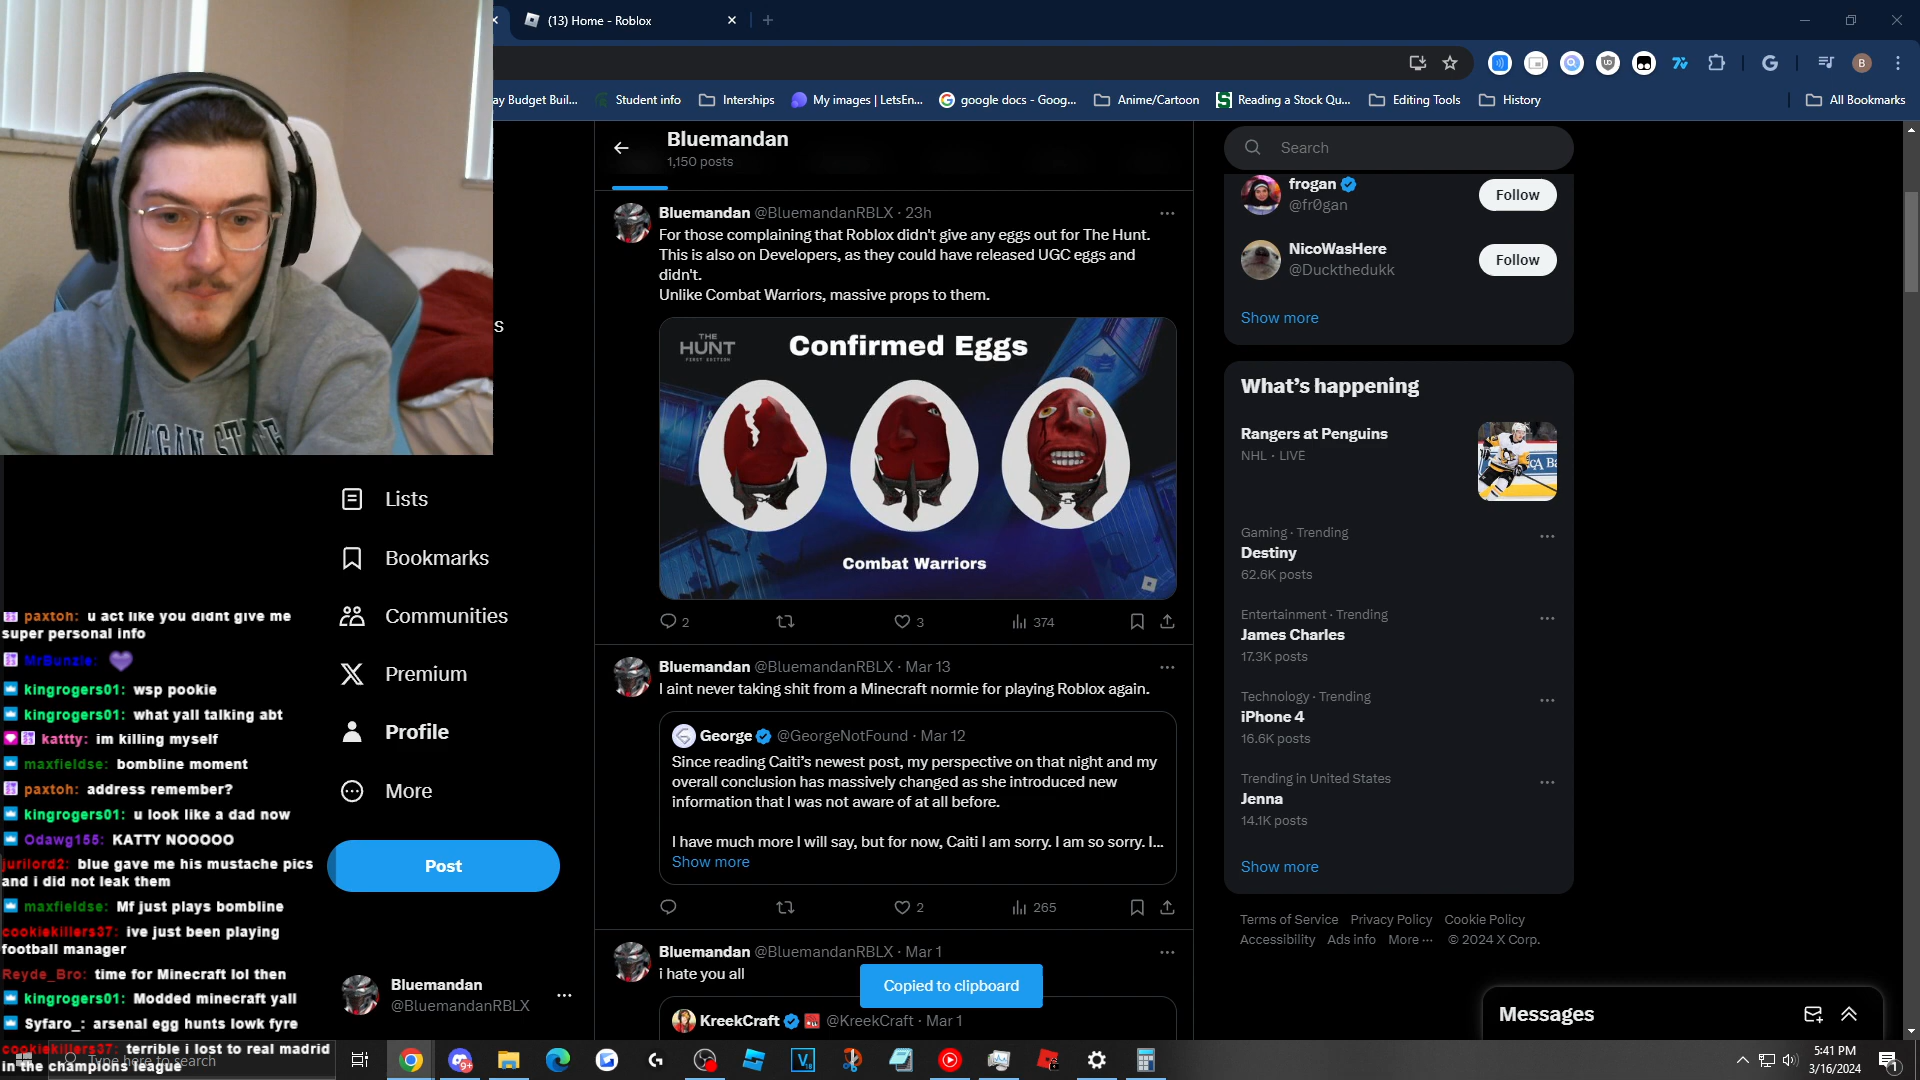 (13) Home - Roblox
ay Budget Buil...
Student info
Interships
My images | LetsEn...
google docs - Goog...
Anime/Cartoon
Reading a Stock Qu...
Editing Tools
History
All Bookmarks
Bluemandan
1,150 posts
Bluemandan @BluemandanRBLX · 23h
For those complaining that Roblox didn't give any eggs out for The Hunt.
This is also on Developers, as they could have released UGC eggs and
didn't.
Unlike Combat Warriors, massive props to them.
THE
HUNT
FIRST EDITION
Confirmed Eggs
Combat Warriors
2
3
374
Bluemandan @BluemandanRBLX · Mar 13
I aint never taking shit from a Minecraft normie for playing Roblox again.
George @GeorgeNotFound · Mar 12
Since reading Caiti's newest post, my perspective on that night and my
overall conclusion has massively changed as she introduced new
information that I was not aware of at all before.
I have much more I will say, but for now, Caiti I am sorry. I am so sorry. I...
Show more
2
265
Bluemandan @BluemandanRBLX · Mar 1
i hate you all
Copied to clipboard
KreekCraft @KreekCraft · Mar 1
s
Lists
Bookmarks
Communities
Premium
Profile
More
Post
Bluemandan
@BluemandanRBLX
paxtoh: u act like you didnt give me
super personal info
MrBunzie:
kingrogers01: wsp pookie
kingrogers01: what yall talking abt
kattty: im killing myself
maxfieldse: bombline moment
paxtoh: address remember?
kingrogers01: u look like a dad now
Odawg155: KATTY NOOOOO
jurilord2: blue gave me his mustache pics
and i did not leak them
maxfieldse: Mf just plays bombline
cookiekillers37: ive just been playing
football manager
Reyde_Bro: time for Minecraft lol then
kingrogers01: Modded minecraft yall
Syfaro_: arsenal egg hunts lowk fyre
cookiekillers37: terrible i lost to real madrid
in the champions league
Type here to search
Search
frogan
@fr0gan
Follow
NicoWasHere
@Duckthedukk
Follow
Show more
What's happening
Rangers at Penguins
NHL · LIVE
Gaming · Trending
Destiny
62.6K posts
Entertainment · Trending
James Charles
17.3K posts
Technology · Trending
iPhone 4
16.6K posts
Trending in United States
Jenna
14.1K posts
Show more
Terms of Service Privacy Policy Cookie Policy
Accessibility Ads info More ··· © 2024 X Corp.
Messages
5:41 PM
3/16/2024
1